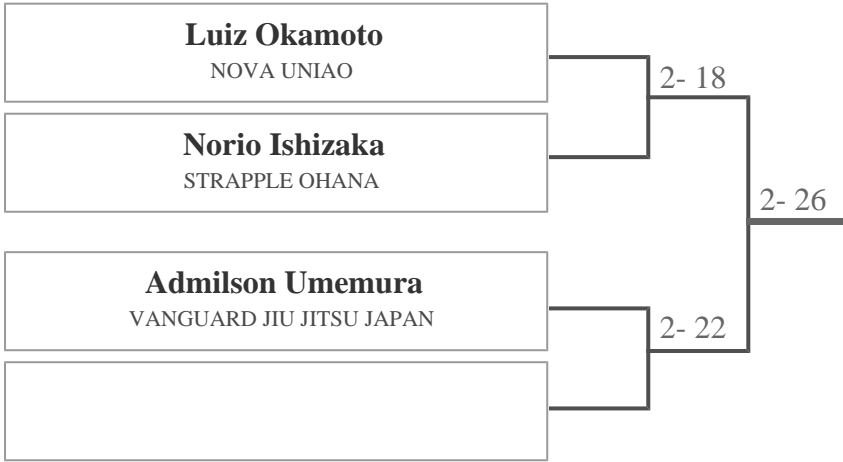 Luiz Okamoto
NOVA UNIAO
2- 18
Norio Ishizaka
STRAPPLE OHANA
2- 26
Admilson Umemura
VANGUARD JIU JITSU JAPAN
2- 22